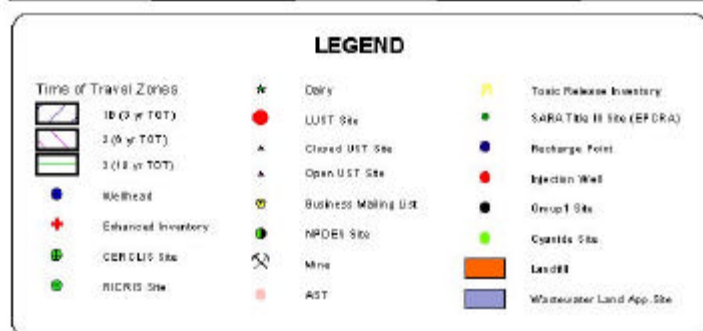 LEGEND
Time of Travel Zones
1B (3 yr TOT)
2 (6 yr TOT)
3 (10 yr TOT)
Wellhead
Enhanced Inventory
CERCLIS Site
RICRIS Site
Dairy
LUST Site
Closed UST Site
Open UST Site
Business Mailing List
NPDES Site
Mine
AST
Toxic Release Inventory
SARA Title III Site (EPCRA)
Recharge Point
Injection Well
Group1 Site
Cyanide Site
Landfill
Wastewater Land App. Site